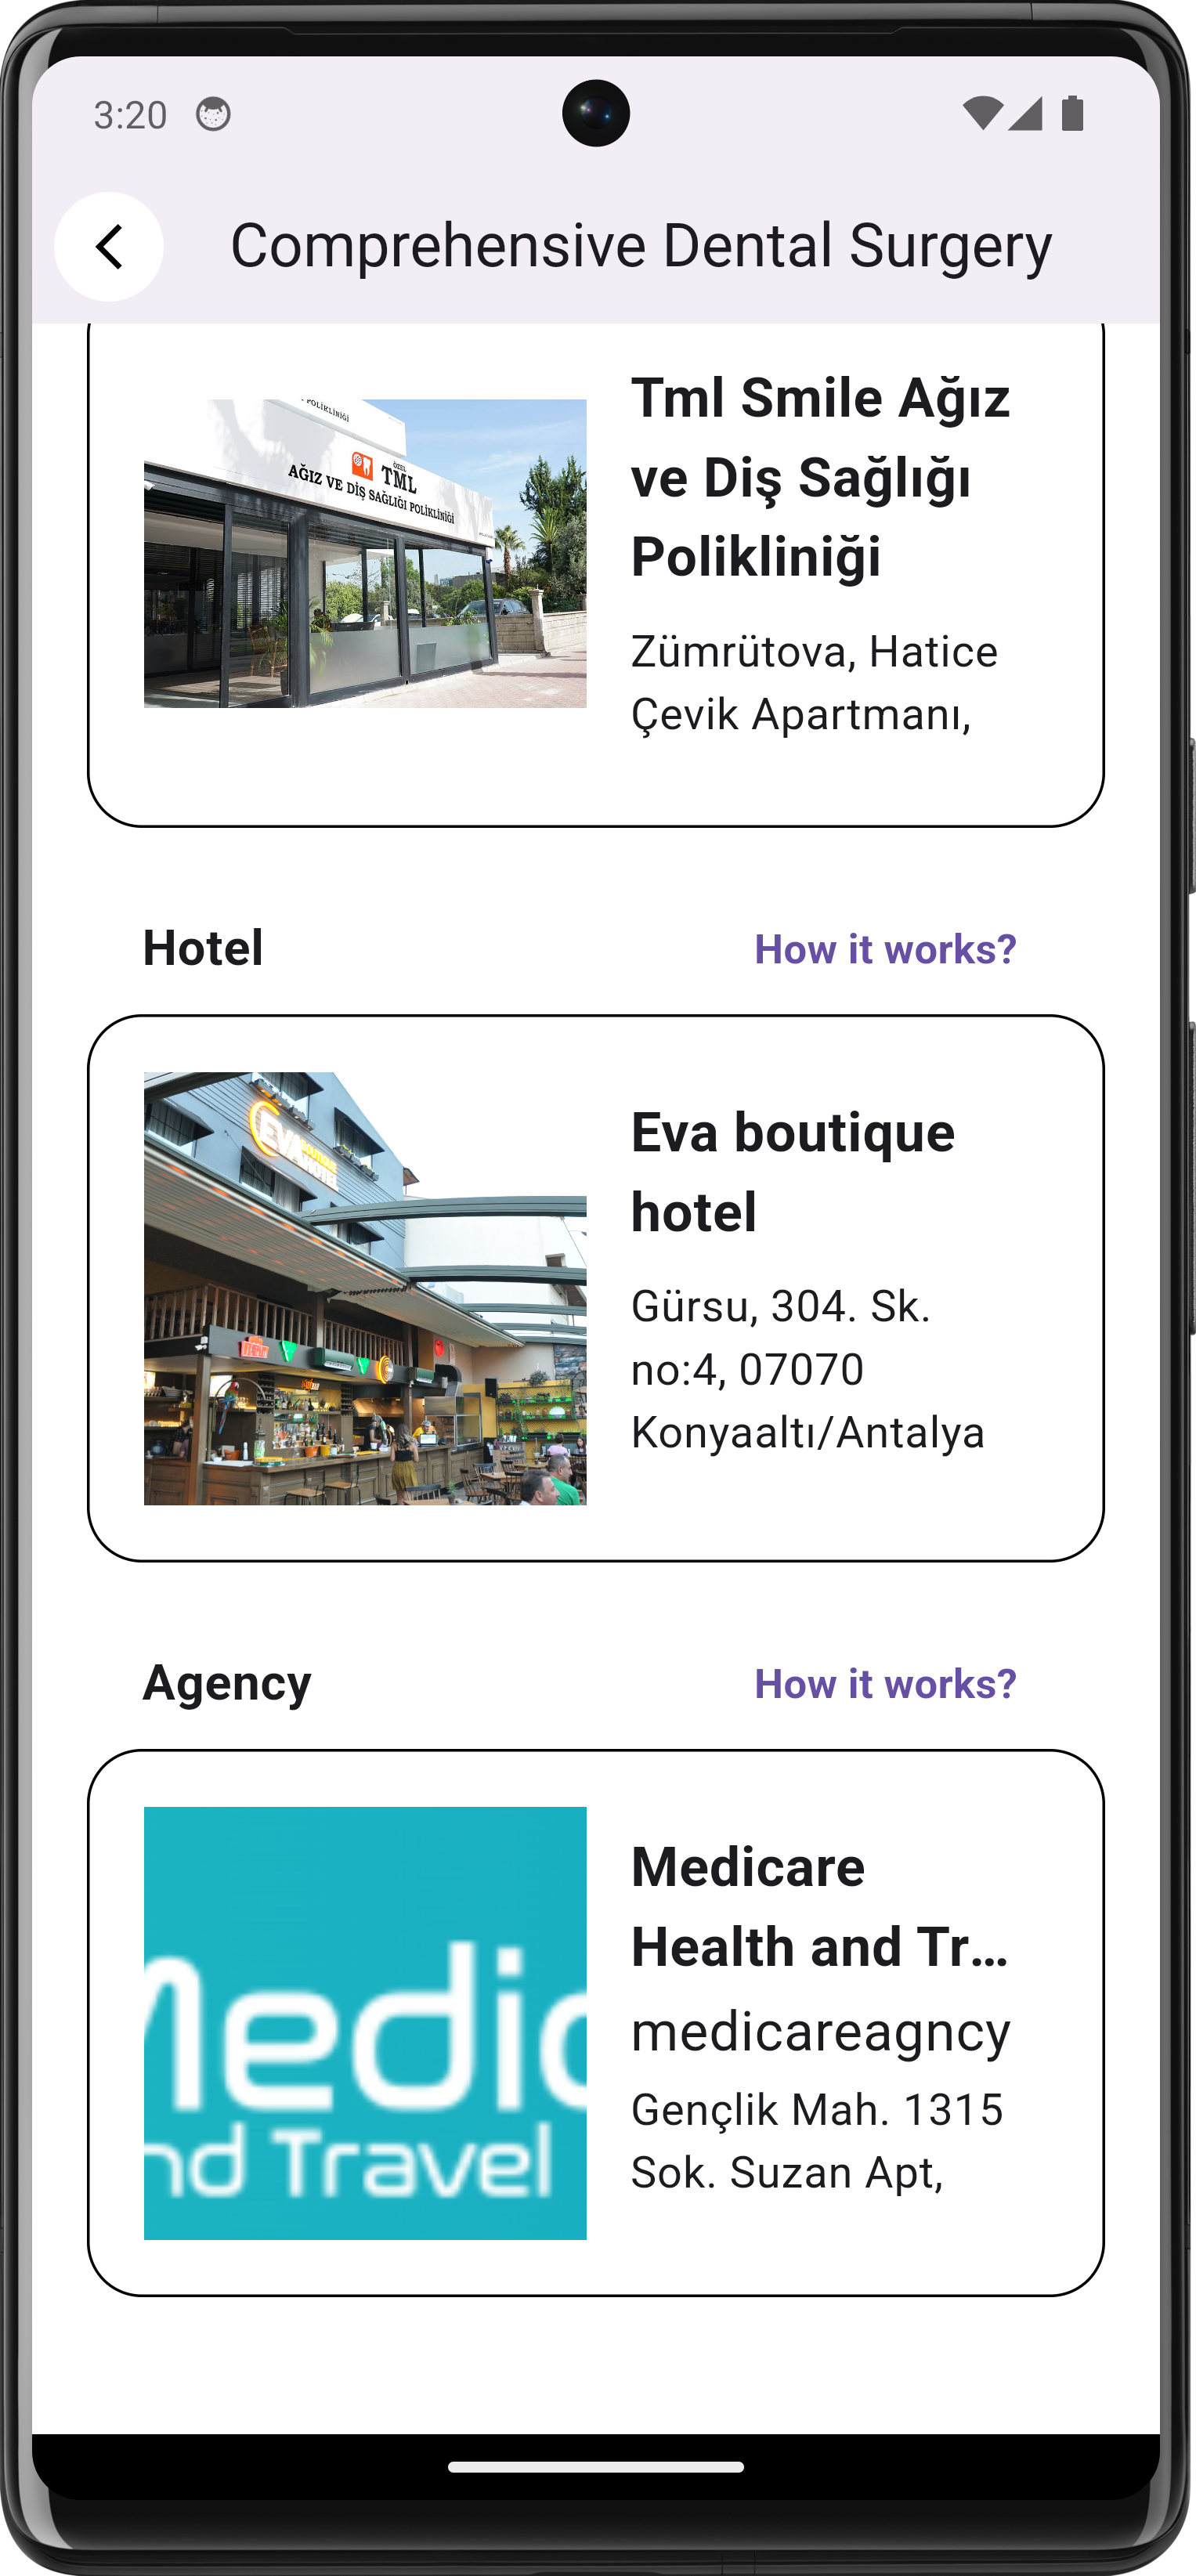 3:20
Comprehensive Dental Surgery
POLİKLİNİĞİ
ÖZEL
TML
AĞIZ VE DİŞ SAĞLIĞI POLİKLİNİĞİ
Tml Smile Ağız
ve Diş Sağlığı
Polikliniği
Zümrütova, Hatice
Çevik Apartmanı,
Hotel
How it works?
EVA
HOTEL
Eva boutique
hotel
Gürsu, 304. Sk.
no:4, 07070
Konyaaltı/Antalya
Agency
How it works?
Medic
nd Travel
Medicare
Health and Tr...
medicareagncy
Gençlik Mah. 1315
Sok. Suzan Apt,